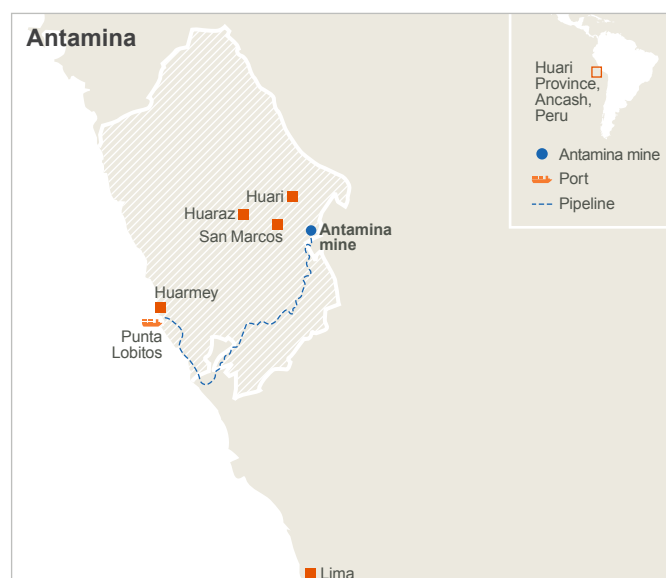 Antamina
Huari
Province,
Ancash,
Peru
Antamina mine
Port
Pipeline
Huari
Huaraz
San Marcos
Antamina
mine
Huarmey
Punta
Lobitos
Lima